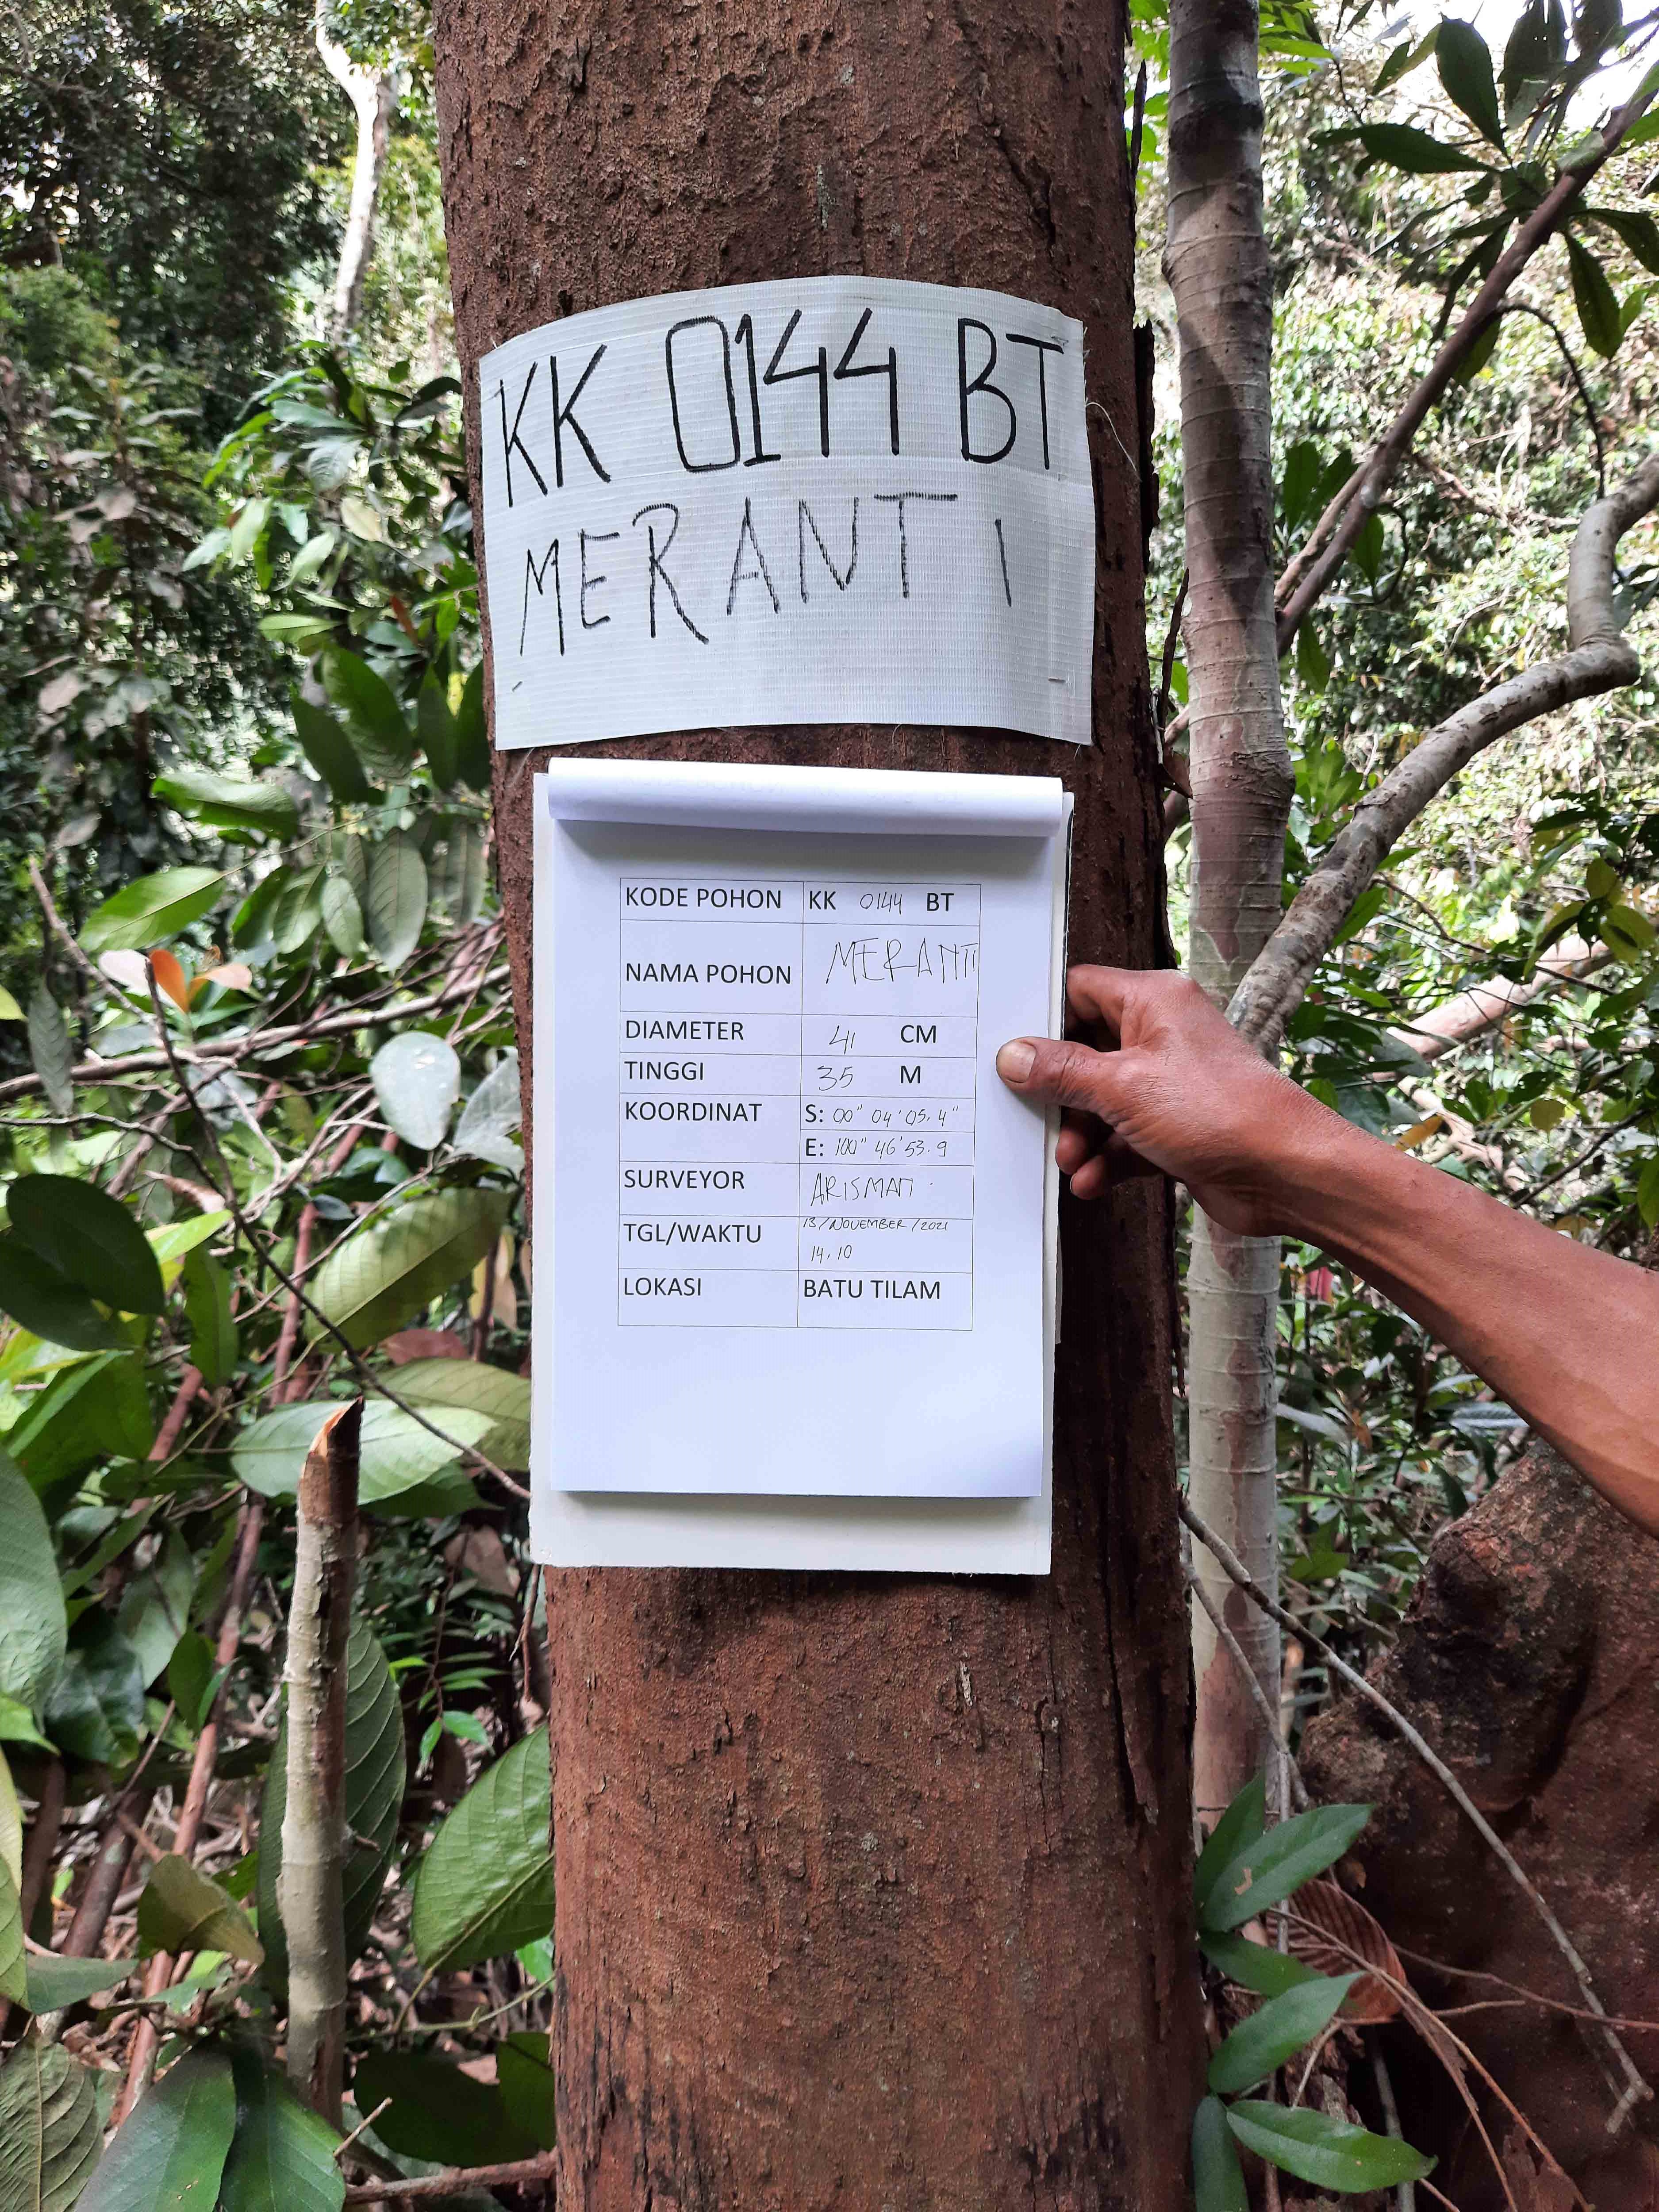 KK 0144 BT
MERANTI
KODE POHON KK 0144 BT
NAMA POHON MERANTI
DIAMETER 41 CM
TINGGI 35 M
KOORDINAT S: 00" 04' 05.4"
E: 100" 46' 53.9
SURVEYOR ARISMAN
TGL/WAKTU 13/NOVEMBER/2021
14.10
LOKASI BATU TILAM